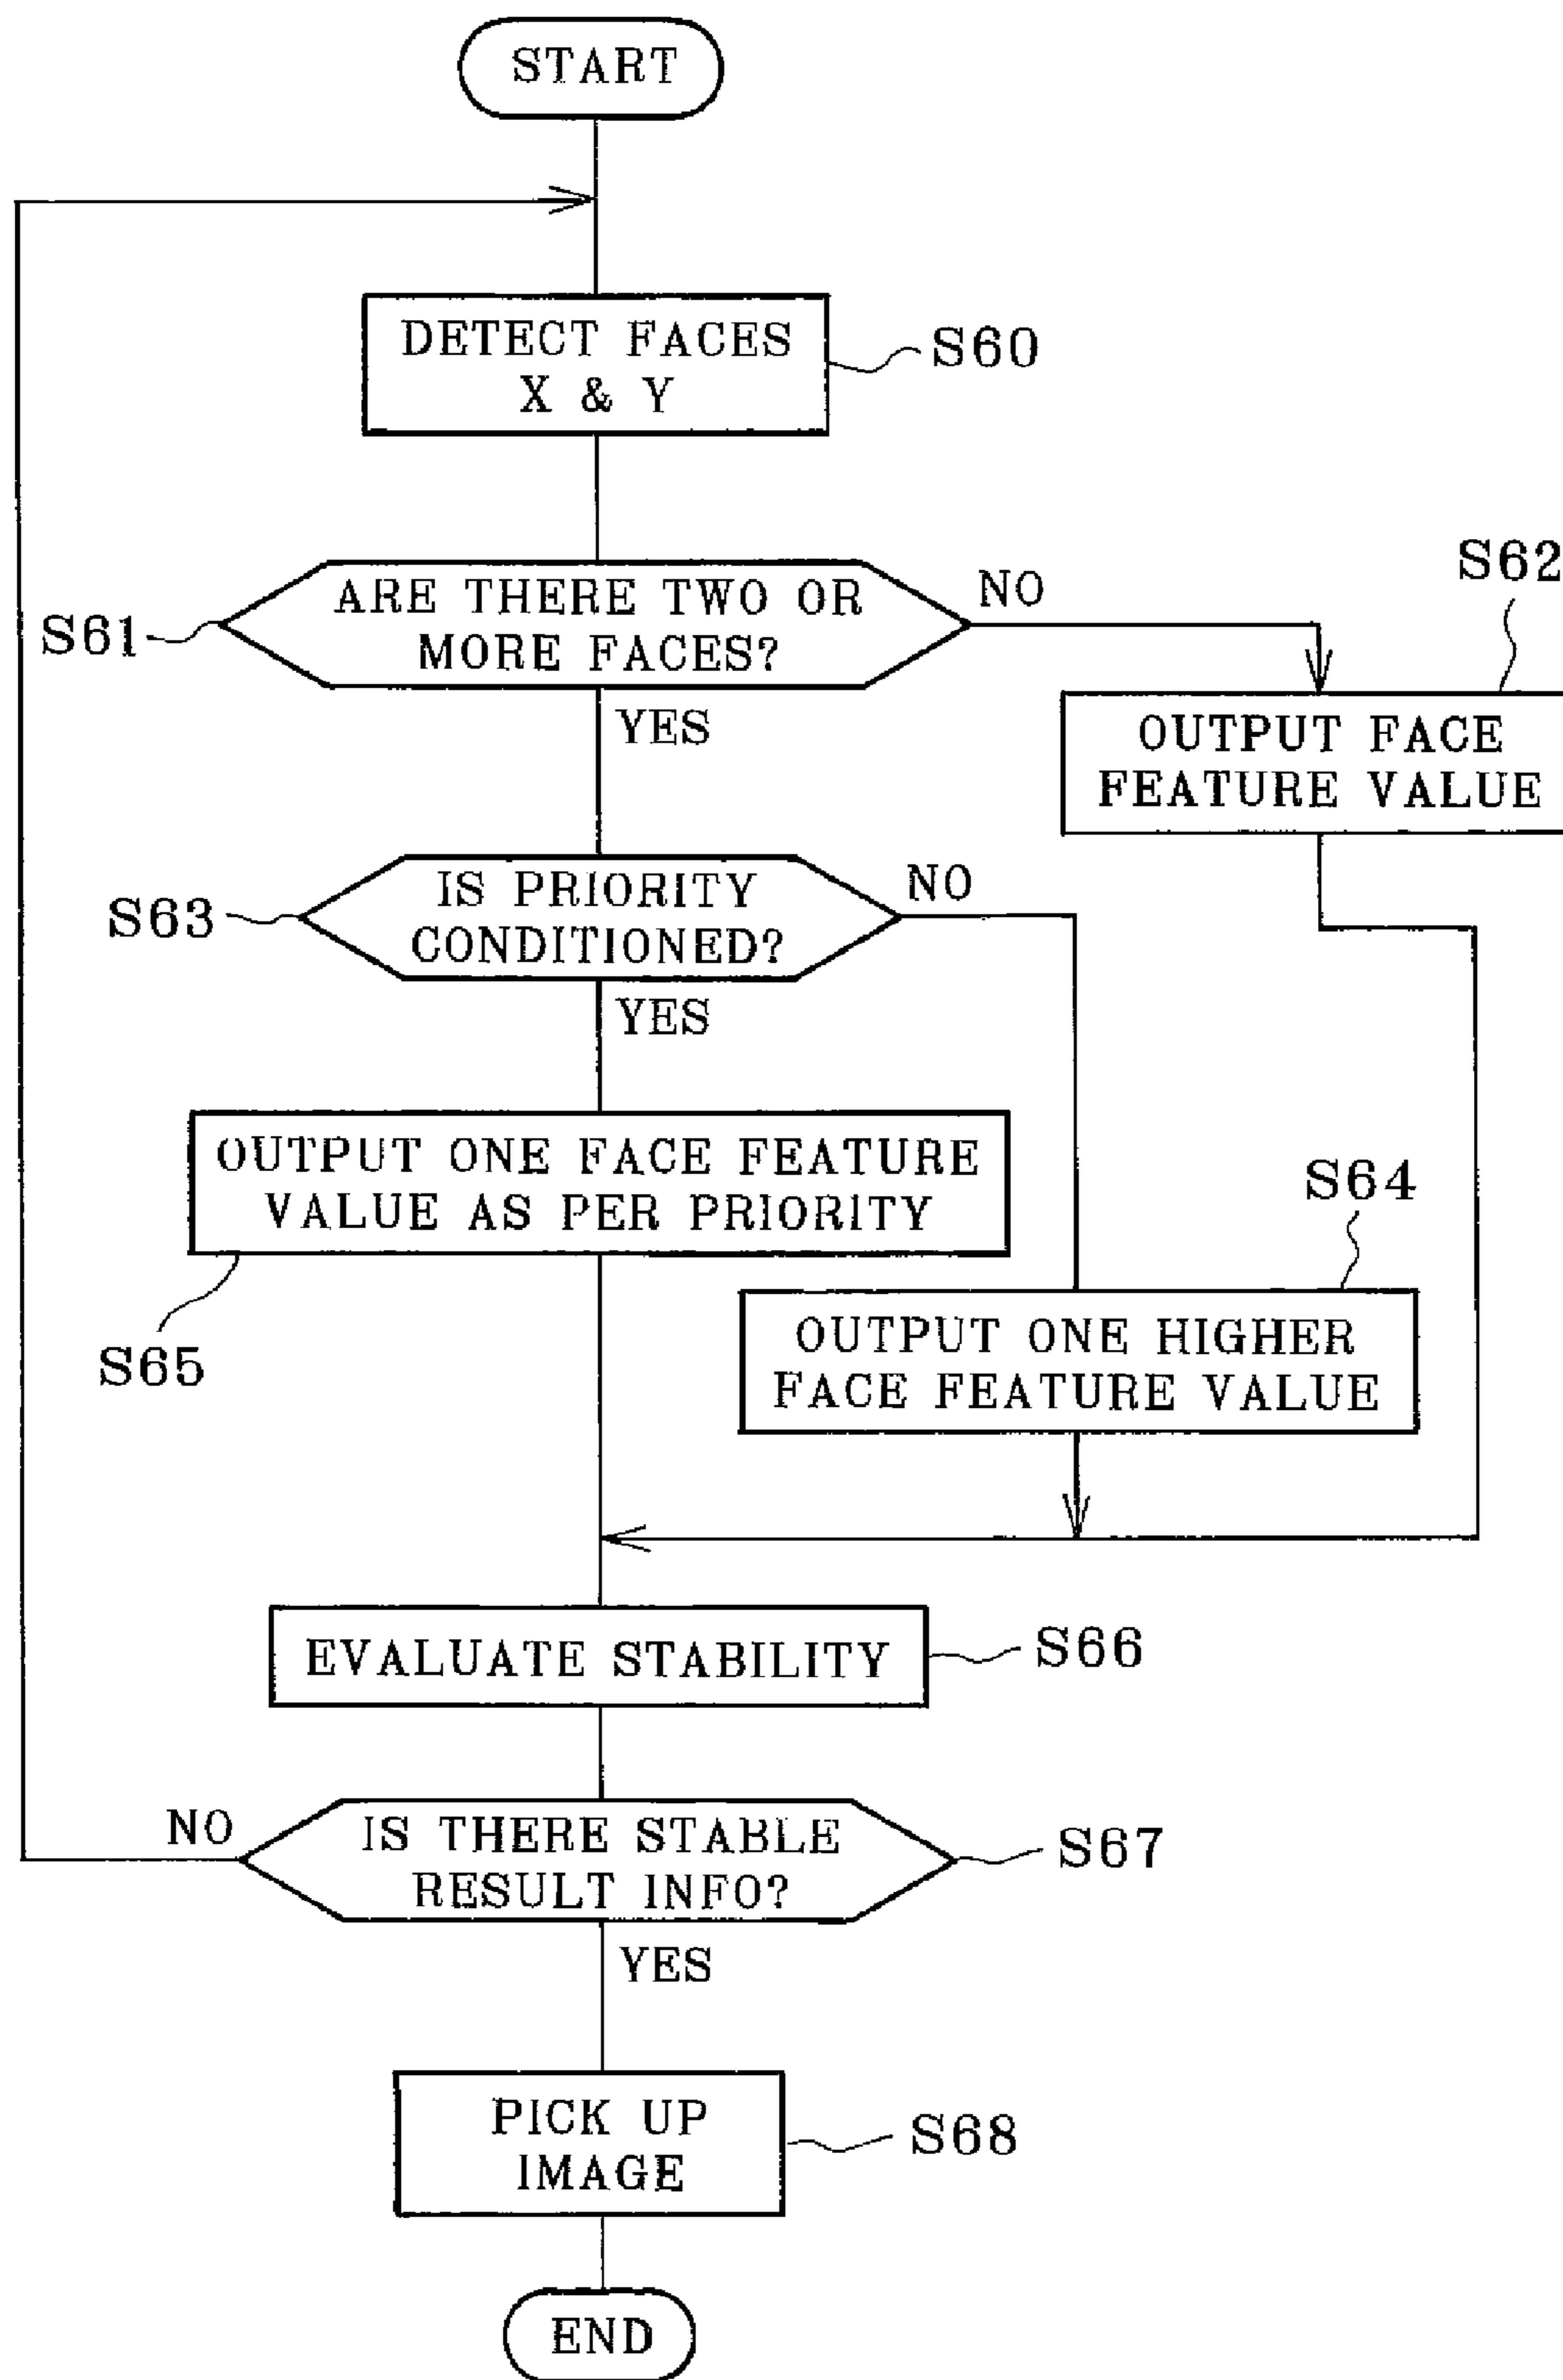 START
DETECT FACES
X & Y
S60
ARE THERE TWO OR
MORE FACES?
S61
NO
YES
S62
OUTPUT FACE
FEATURE VALUE
IS PRIORITY
CONDITIONED?
S63
NO
YES
OUTPUT ONE FACE FEATURE
VALUE AS PER PRIORITY
S65
S64
OUTPUT ONE HIGHER
FACE FEATURE VALUE
EVALUATE STABILITY
S66
NO
IS THERE STABLE
RESULT INFO?
S67
YES
PICK UP
IMAGE
S68
END